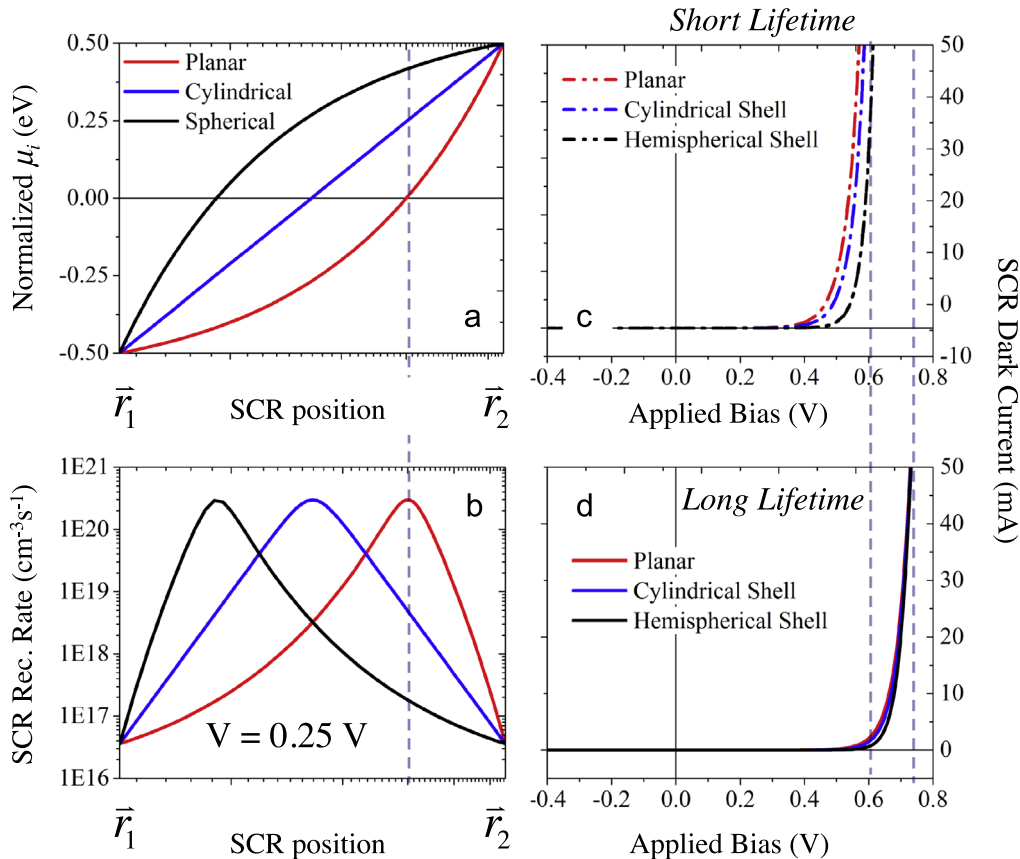 Short Lifetime
0.50
0.25
0.00
-0.25
-0.50
Normalized μi (eV)
Planar
Cylindrical
Spherical
a
r⃗1
SCR position
r⃗2
Planar
Cylindrical Shell
Hemispherical Shell
c
50
40
30
20
10
0
-10
-0.4
-0.2
0.0
0.2
0.4
0.6
0.8
Applied Bias (V)
SCR Dark Current (mA)
1E21
1E20
1E19
1E18
1E17
1E16
SCR Rec. Rate (cm-3s-1)
b
V = 0.25 V
r⃗1
SCR position
r⃗2
d
Long Lifetime
Planar
Cylindrical Shell
Hemispherical Shell
50
40
30
20
10
0
-0.4
-0.2
0.0
0.2
0.4
0.6
0.8
Applied Bias (V)